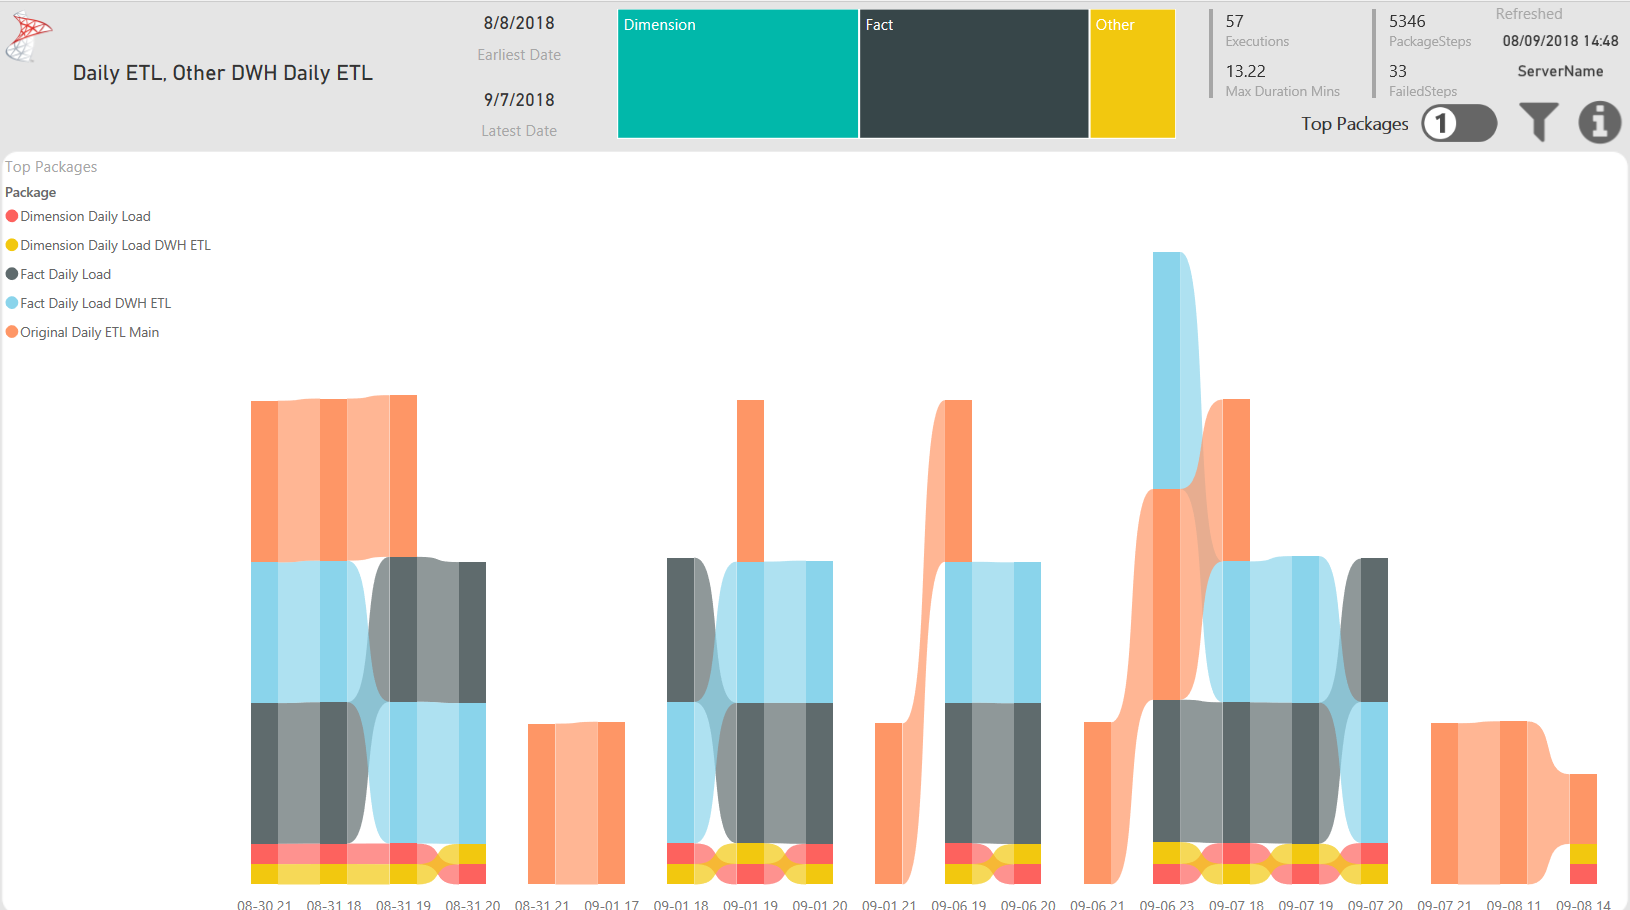 Daily ETL, Other DWH Daily ETL
8/8/2018
Earliest Date
9/7/2018
Latest Date
Dimension
Fact
Other
57
Executions
13.22
Max Duration Mins
5346
PackageSteps
33
FailedSteps
Refreshed
08/09/2018 14:48
ServerName
Top Packages
1
Top Packages
Package
Dimension Daily Load
Dimension Daily Load DWH ETL
Fact Daily Load
Fact Daily Load DWH ETL
Original Daily ETL Main
08-30 21 08-31 18 08-31 19 08-31 20 08-31 21 09-01 17 09-01 18 09-01 19 09-01 20 09-01 21 09-06 19 09-06 20 09-06 21 09-06 23 09-07 18 09-07 19 09-07 20 09-07 21 09-08 11 09-08 14